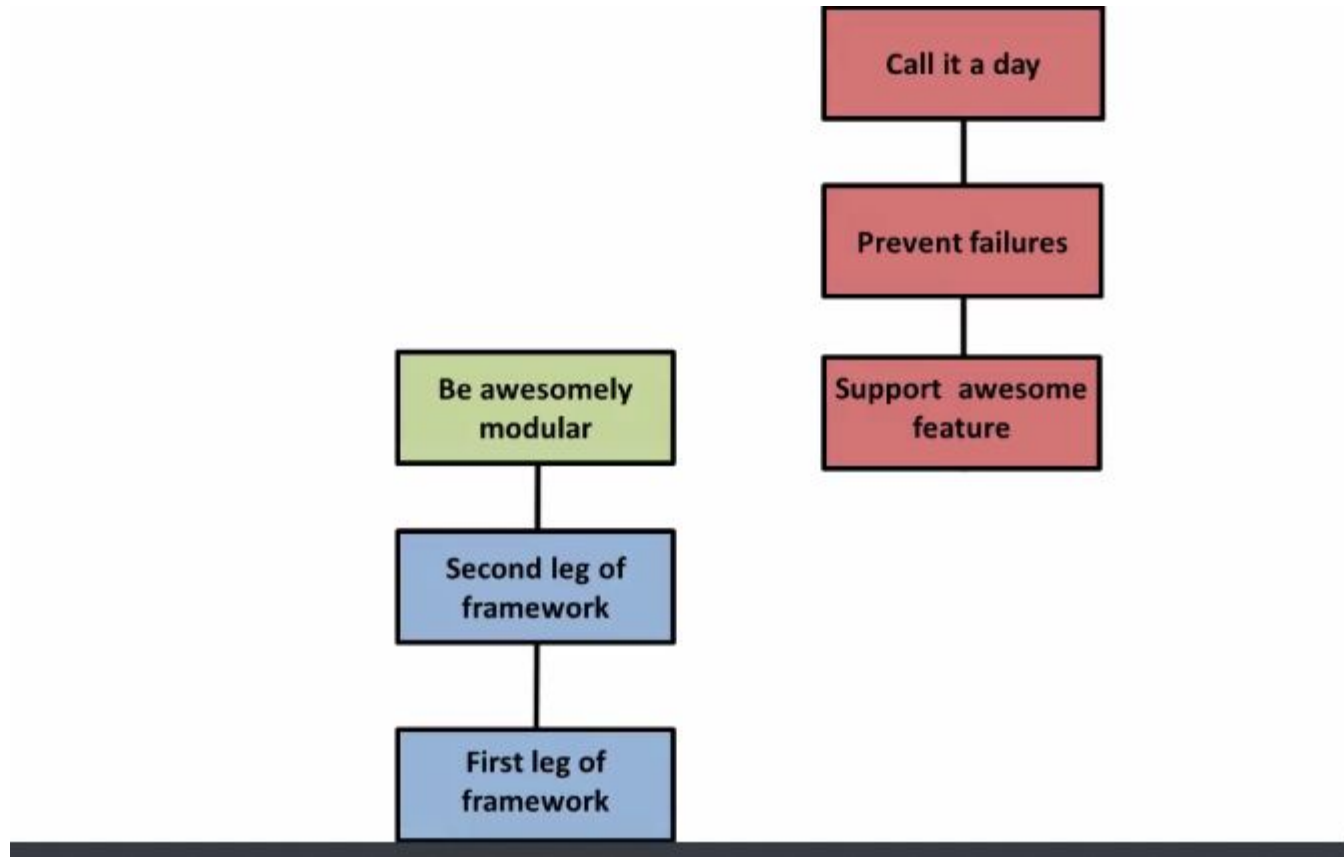 Call it a day
Prevent failures
Support awesome
feature
Be awesomely
modular
Second leg of
framework
First leg of
framework